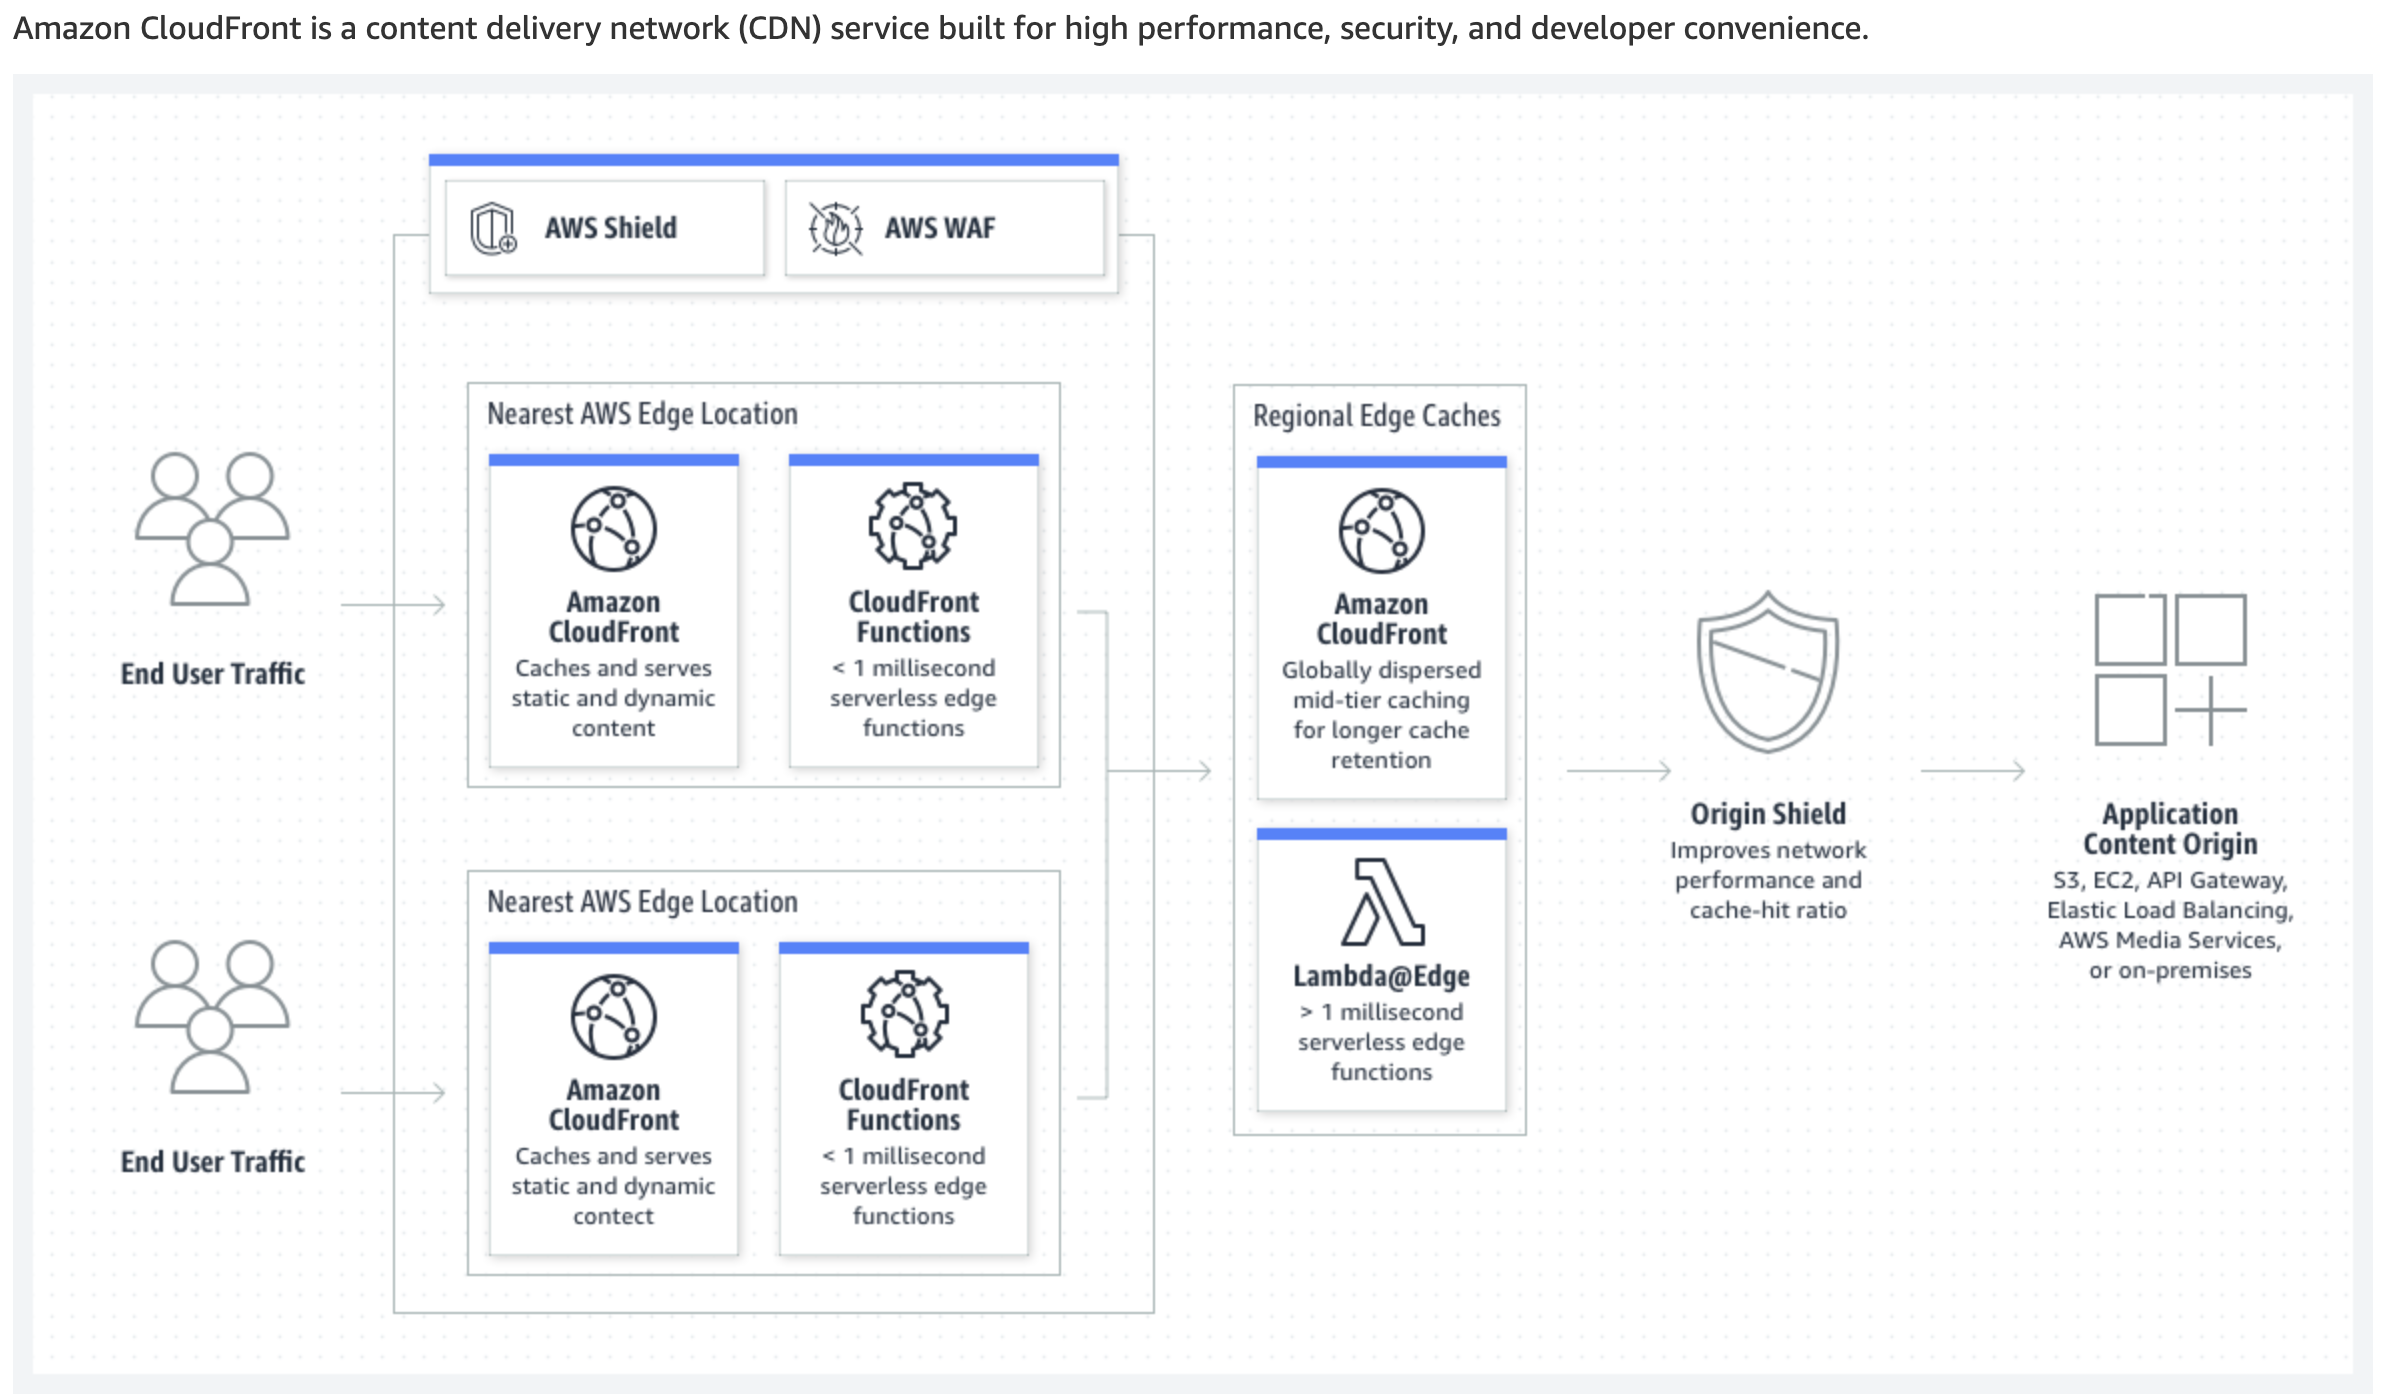 Amazon CloudFront is a content delivery network (CDN) service built for high performance, security, and developer convenience.
AWS Shield
AWS WAF
End User Traffic
Nearest AWS Edge Location
Amazon
CloudFront
Caches and serves
static and dynamic
content
CloudFront
Functions
< 1 millisecond
serverless edge
functions
End User Traffic
Nearest AWS Edge Location
Amazon
CloudFront
Caches and serves
static and dynamic
contect
CloudFront
Functions
< 1 millisecond
serverless edge
functions
Regional Edge Caches
Amazon
CloudFront
Globally dispersed
mid-tier caching
for longer cache
retention
Lambda@Edge
> 1 millisecond
serverless edge
functions
Origin Shield
Improves network
performance and
cache-hit ratio
Application
Content Origin
S3, EC2, API Gateway,
Elastic Load Balancing,
AWS Media Services,
or on-premises